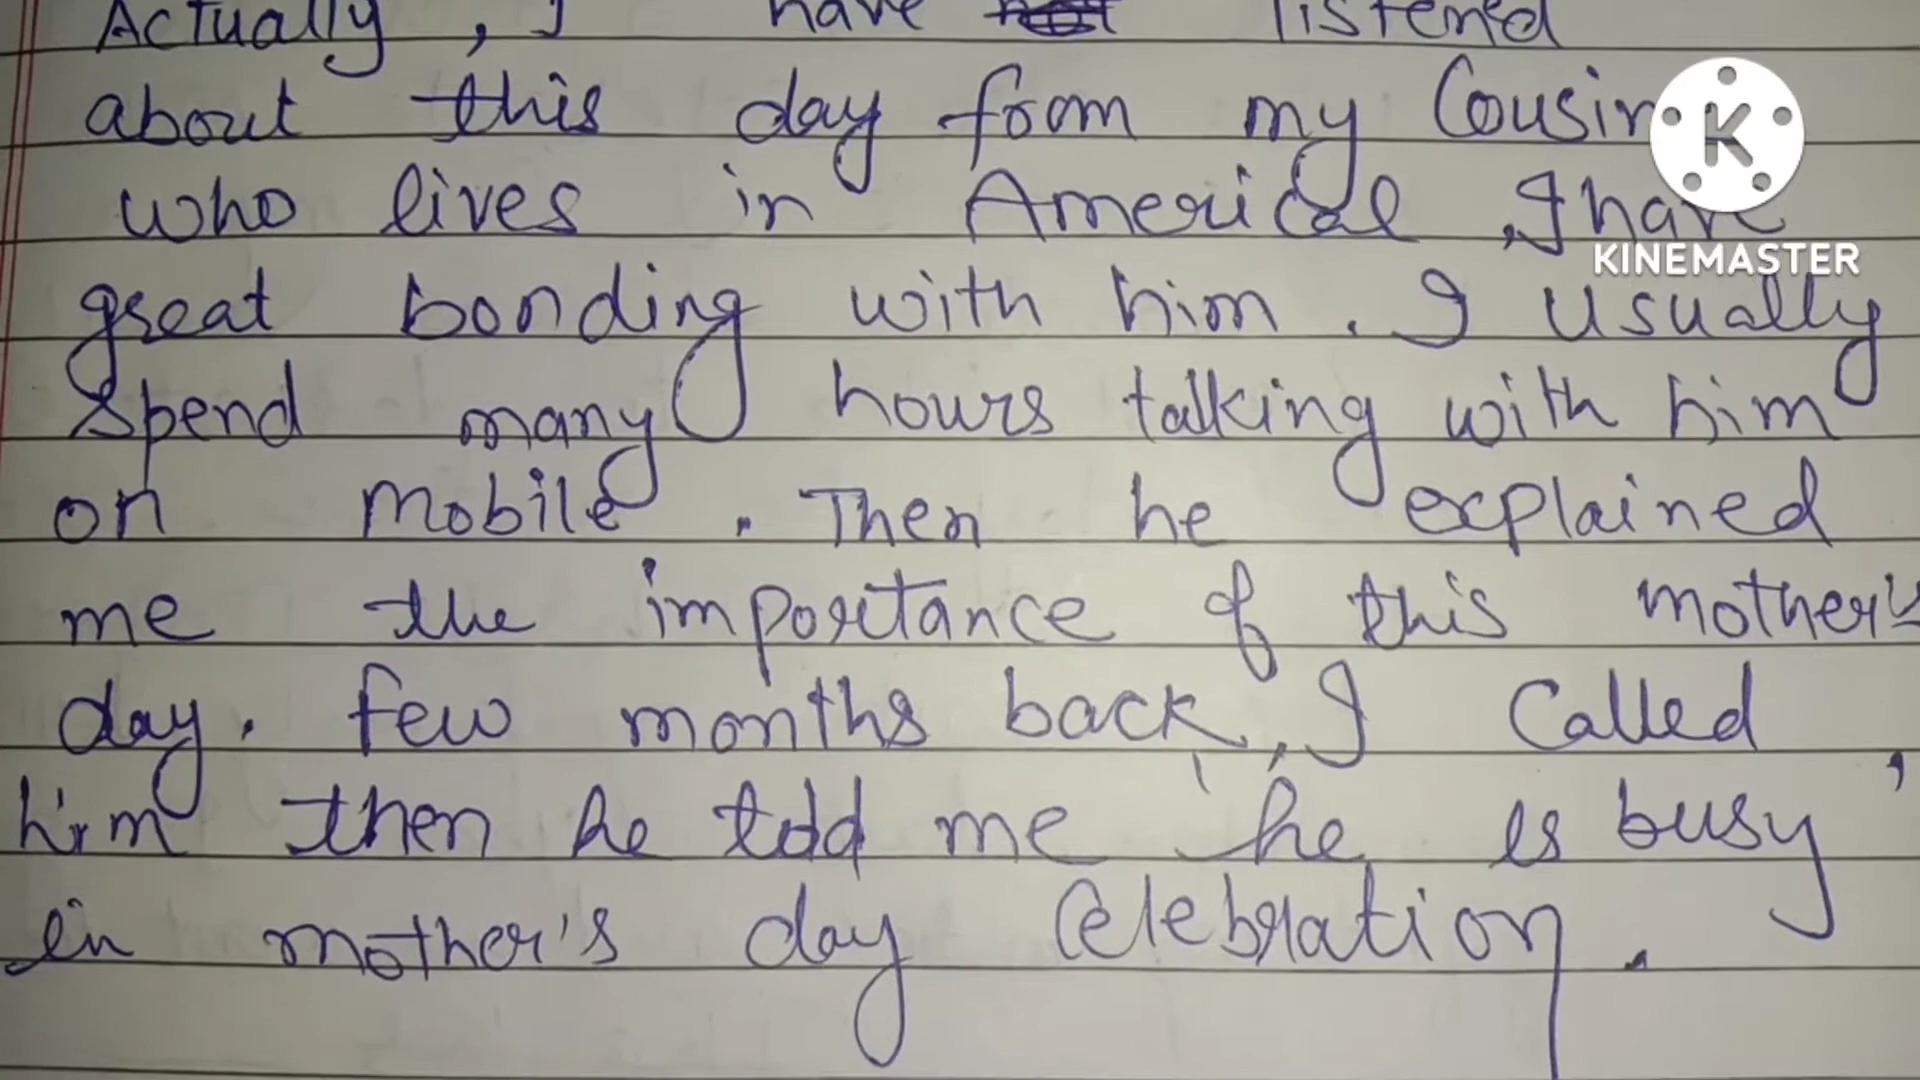 Actually, I have listened
about this day from my Cousin
who lives in America, I have
great bonding with him. I usually
spend many hours talking with him
on mobile. Then he explained
me the importance of this mother's
day. few months back, I called
him then he told me 'he is busy'
in mother's day celebration.
KINEMASTER